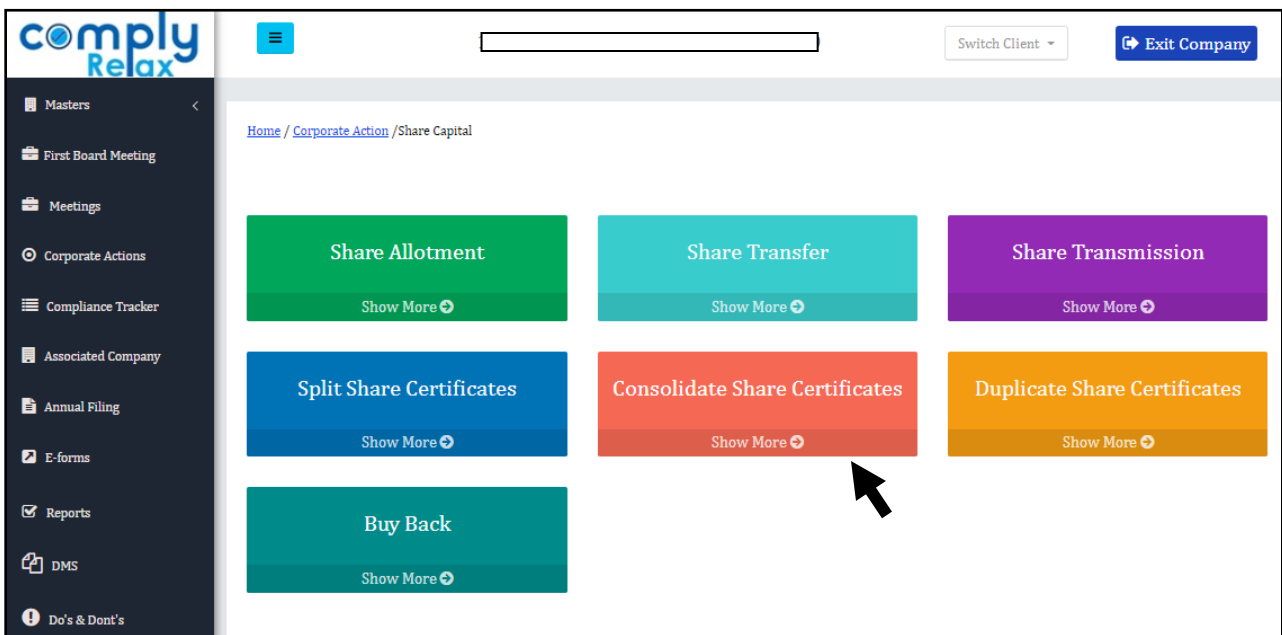 comply
Relax
Switch Client
Exit Company
Masters
First Board Meeting
Meetings
Corporate Actions
Compliance Tracker
Associated Company
Annual Filing
E-forms
Reports
DMS
Do's & Dont's
Home / Corporate Action /Share Capital
Share Allotment
Show More
Share Transfer
Show More
Share Transmission
Show More
Split Share Certificates
Show More
Consolidate Share Certificates
Show More
Duplicate Share Certificates
Show More
Buy Back
Show More